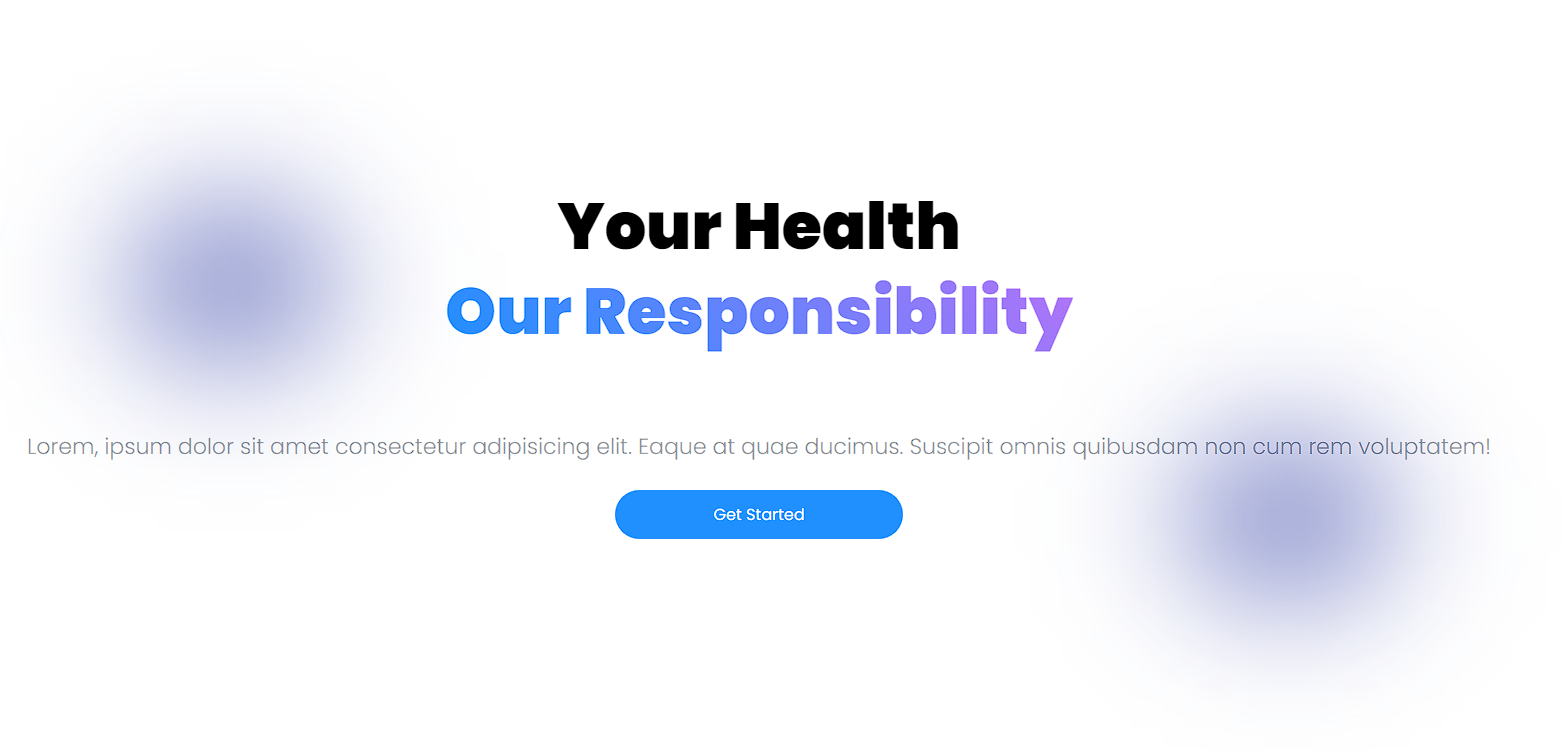 Your Health
Our Responsibility
Lorem, ipsum dolor sit amet consectetur adipisicing elit. Eaque at quae ducimus. Suscipit omnis quibusdam non cum rem voluptatem!
Get Started